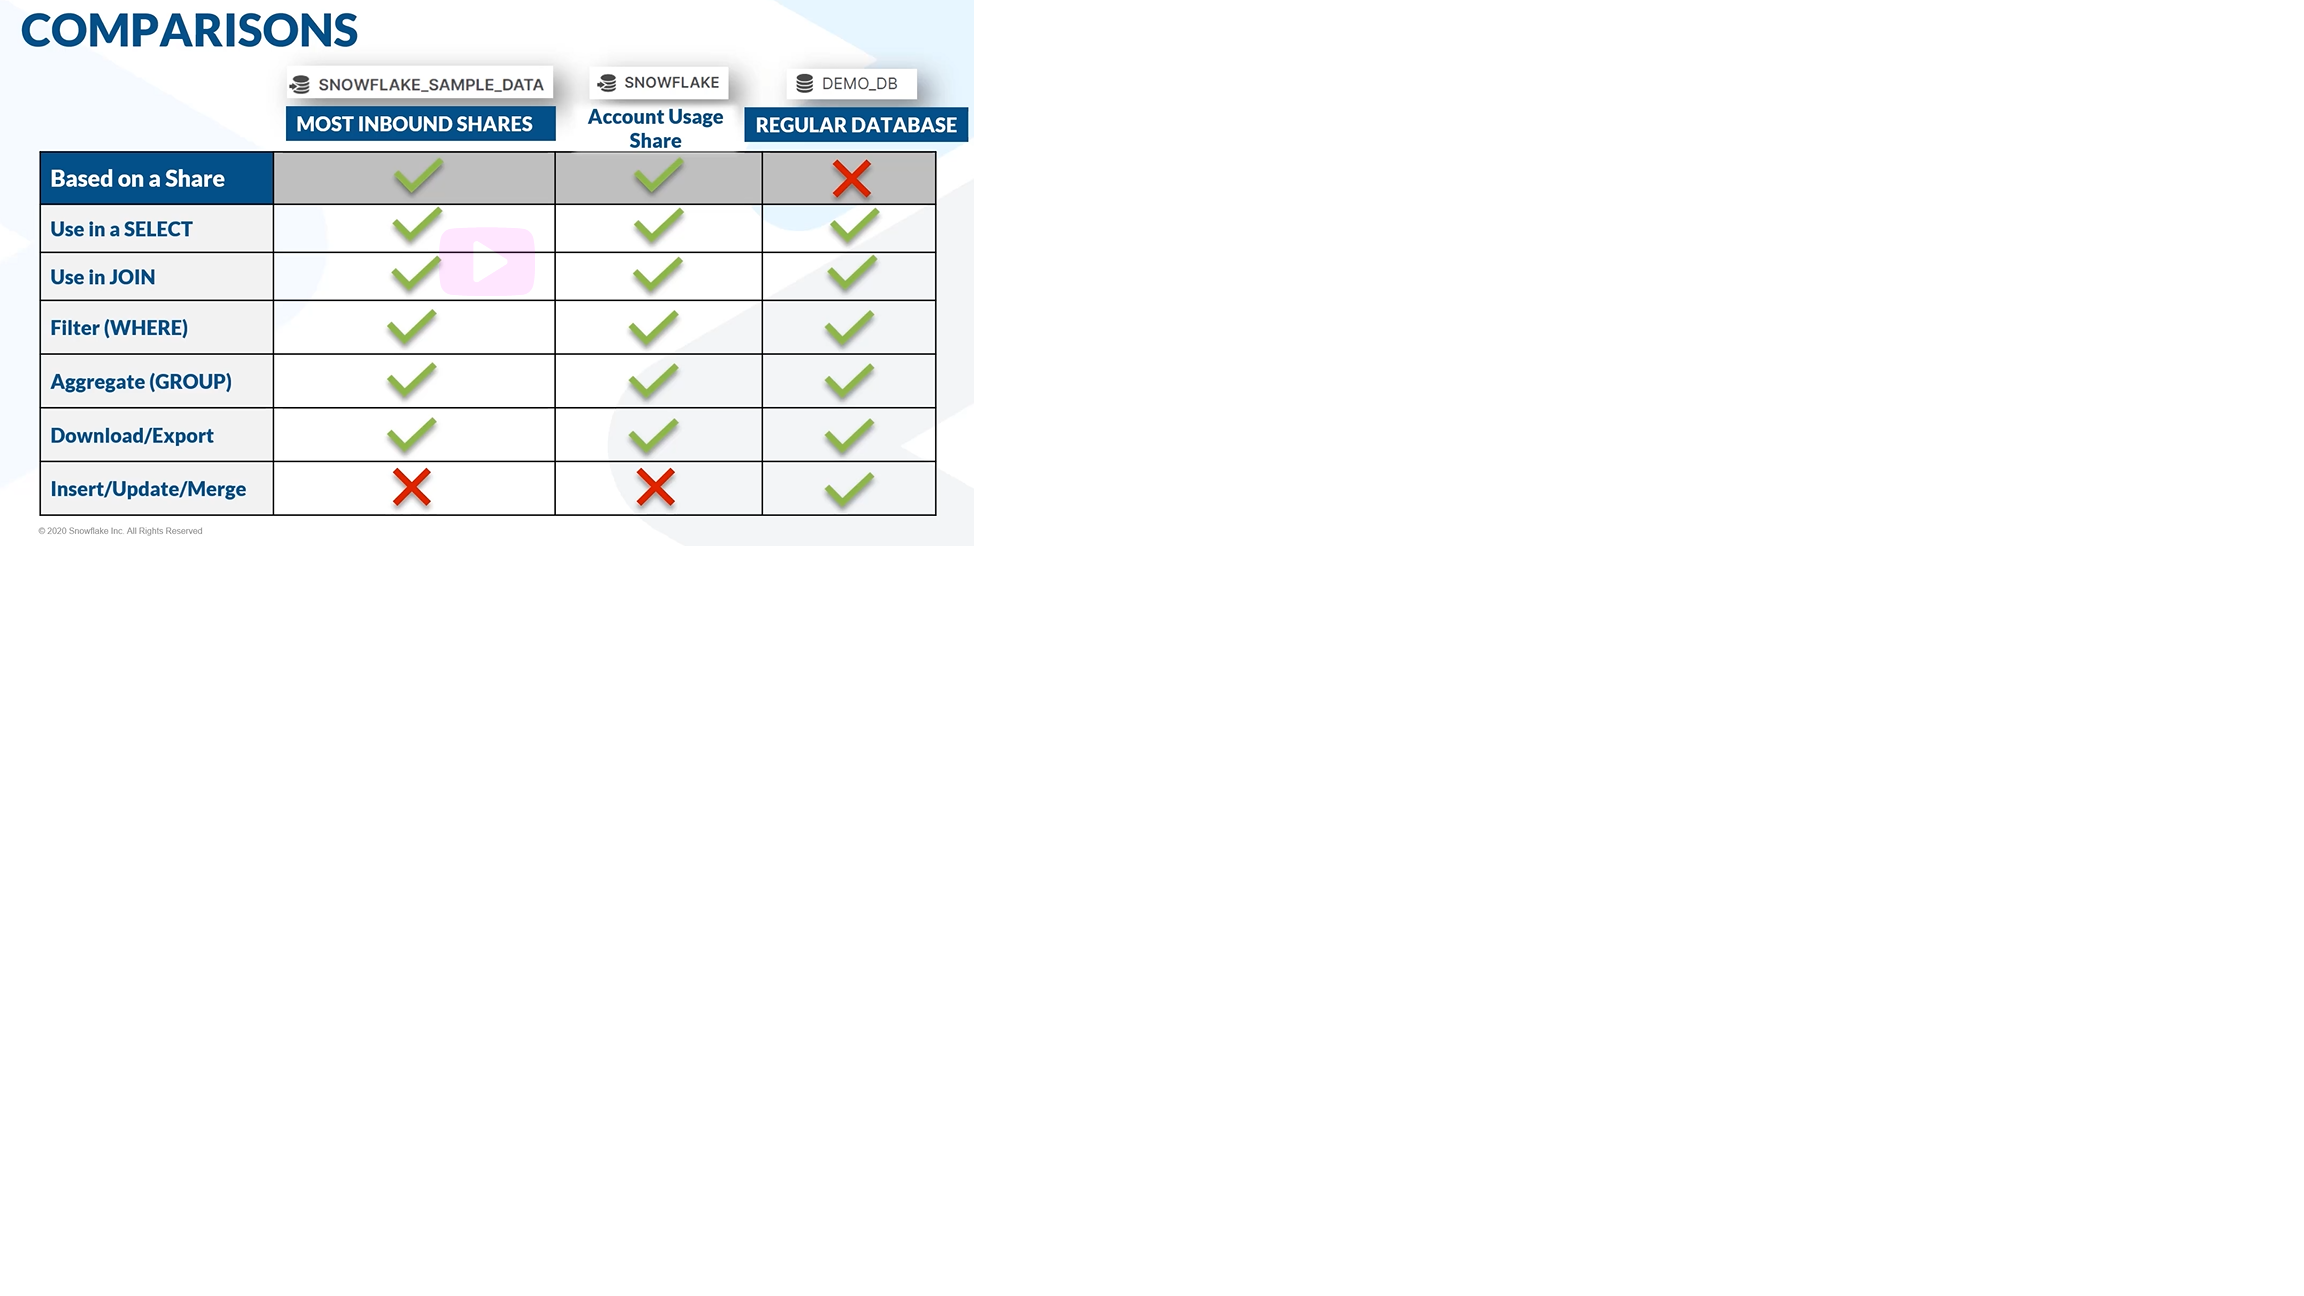 COMPARISONS
SNOWFLAKE_SAMPLE_DATA
SNOWFLAKE
DEMO_DB
MOST INBOUND SHARES
Account Usage
Share
REGULAR DATABASE
Based on a Share
Use in a SELECT
Use in JOIN
Filter (WHERE)
Aggregate (GROUP)
Download/Export
Insert/Update/Merge
© 2020 Snowflake Inc. All Rights Reserved